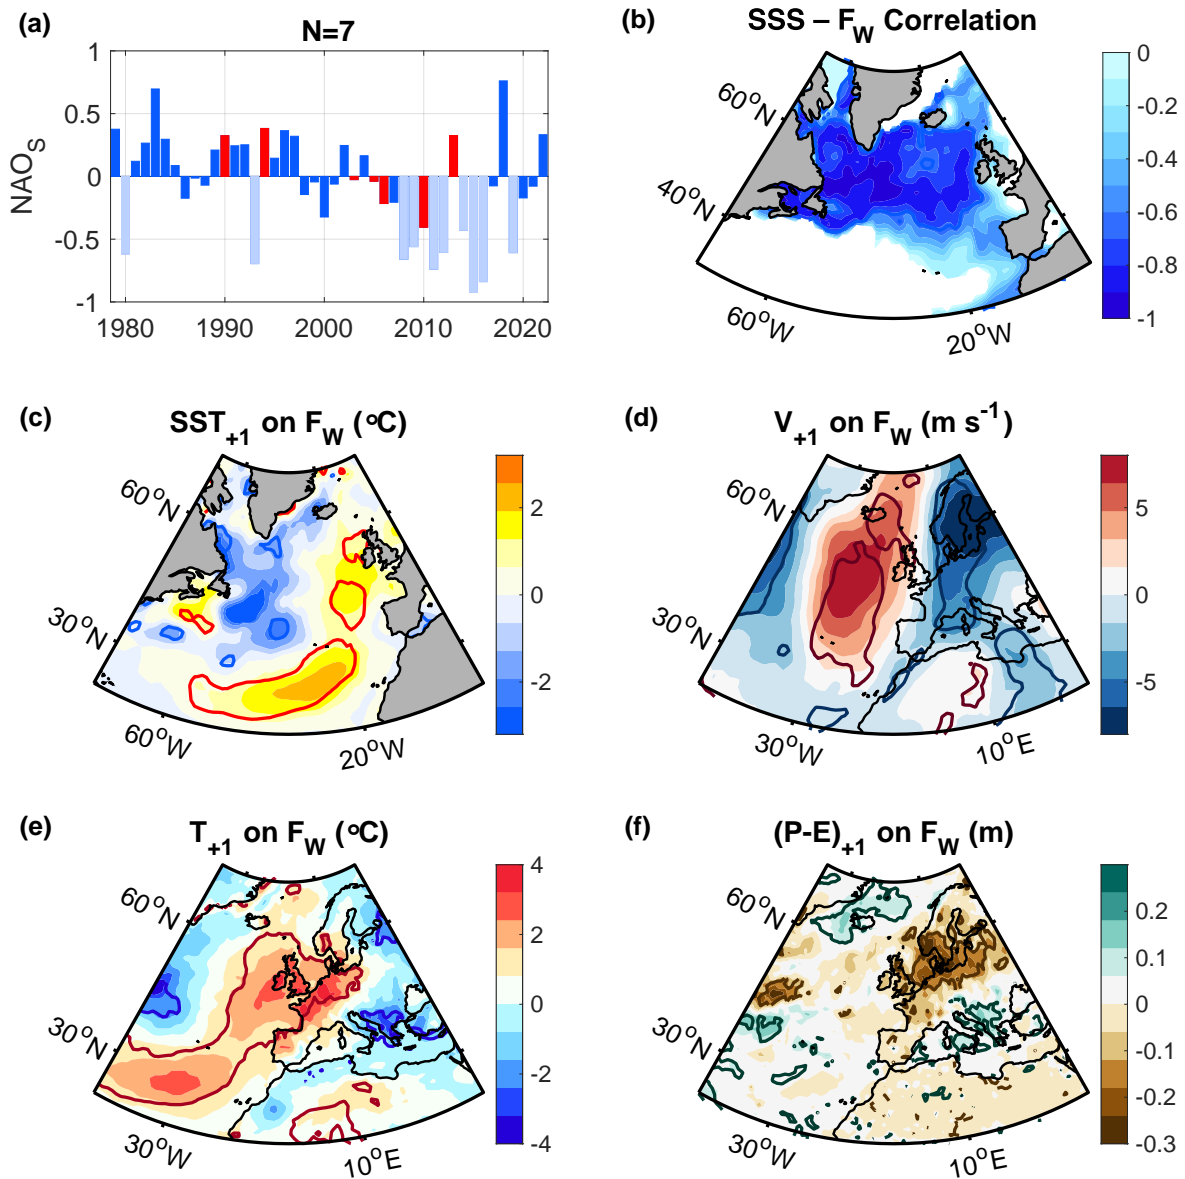 (a)
N=7
NAO_S
1
0.5
0
-0.5
-1
1980 1990 2000 2010 2020
(b)
SSS – F_W Correlation
60°N
40°N
60°W
20°W
0
-0.2
-0.4
-0.6
-0.8
-1
(c)
SST_+1 on F_W (°C)
60°N
30°N
60°W
20°W
2
0
-2
(d)
V_+1 on F_W (m s^-1)
60°N
30°N
30°W
10°E
5
0
-5
(e)
T_+1 on F_W (°C)
60°N
30°N
30°W
10°E
4
2
0
-2
-4
(f)
(P-E)_+1 on F_W (m)
60°N
30°N
30°W
10°E
0.2
0.1
0
-0.1
-0.2
-0.3